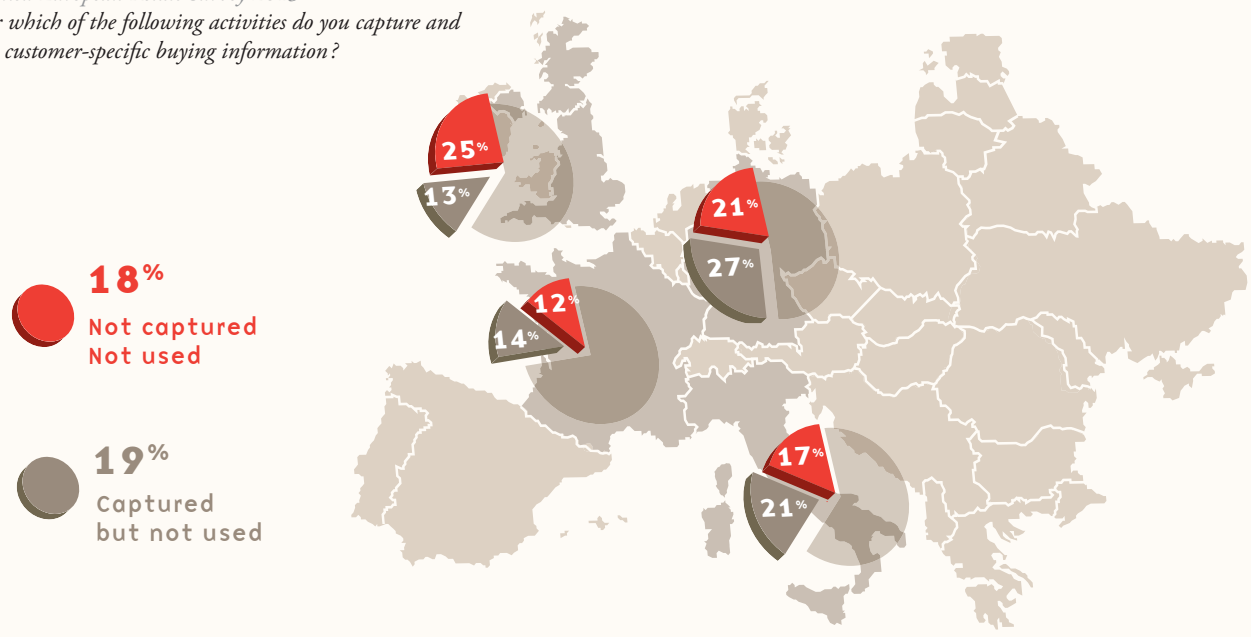 which of the following activities do you capture and
customer-specific buying information?
25%
13%
21%
27%
18%
Not captured
Not used
12%
14%
19%
Captured
but not used
17%
21%